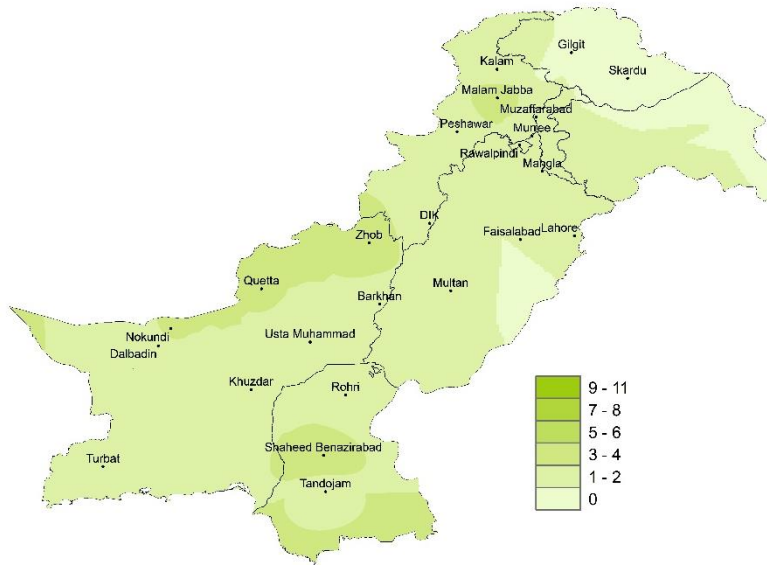 Gilgit
Kalam
Skardu
Malam Jabba
Muzaffarabad
Peshawar
Murree
Rawalpindi
Mangla
DIK
Zhob
Faisalabad
Lahore
Quetta
Multan
Barkhan
Nokundi
Usta Muhammad
Dalbadin
Khuzdar
Rohri
Shaheed Benazirabad
Turbat
Tandojam
9 - 11
7 - 8
5 - 6
3 - 4
1 - 2
0